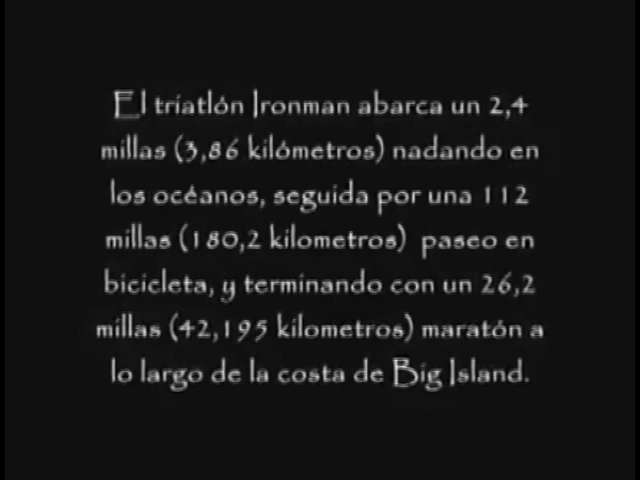 El triatlón Ironman abarca un 2,4
millas (3,86 kilómetros) nadando en
los océanos, seguida por una 112
millas (180,2 kilometros) paseo en
bicicleta, y terminando con un 26,2
millas (42,195 kilometros) maratón a
lo largo de la costa de Big Island.